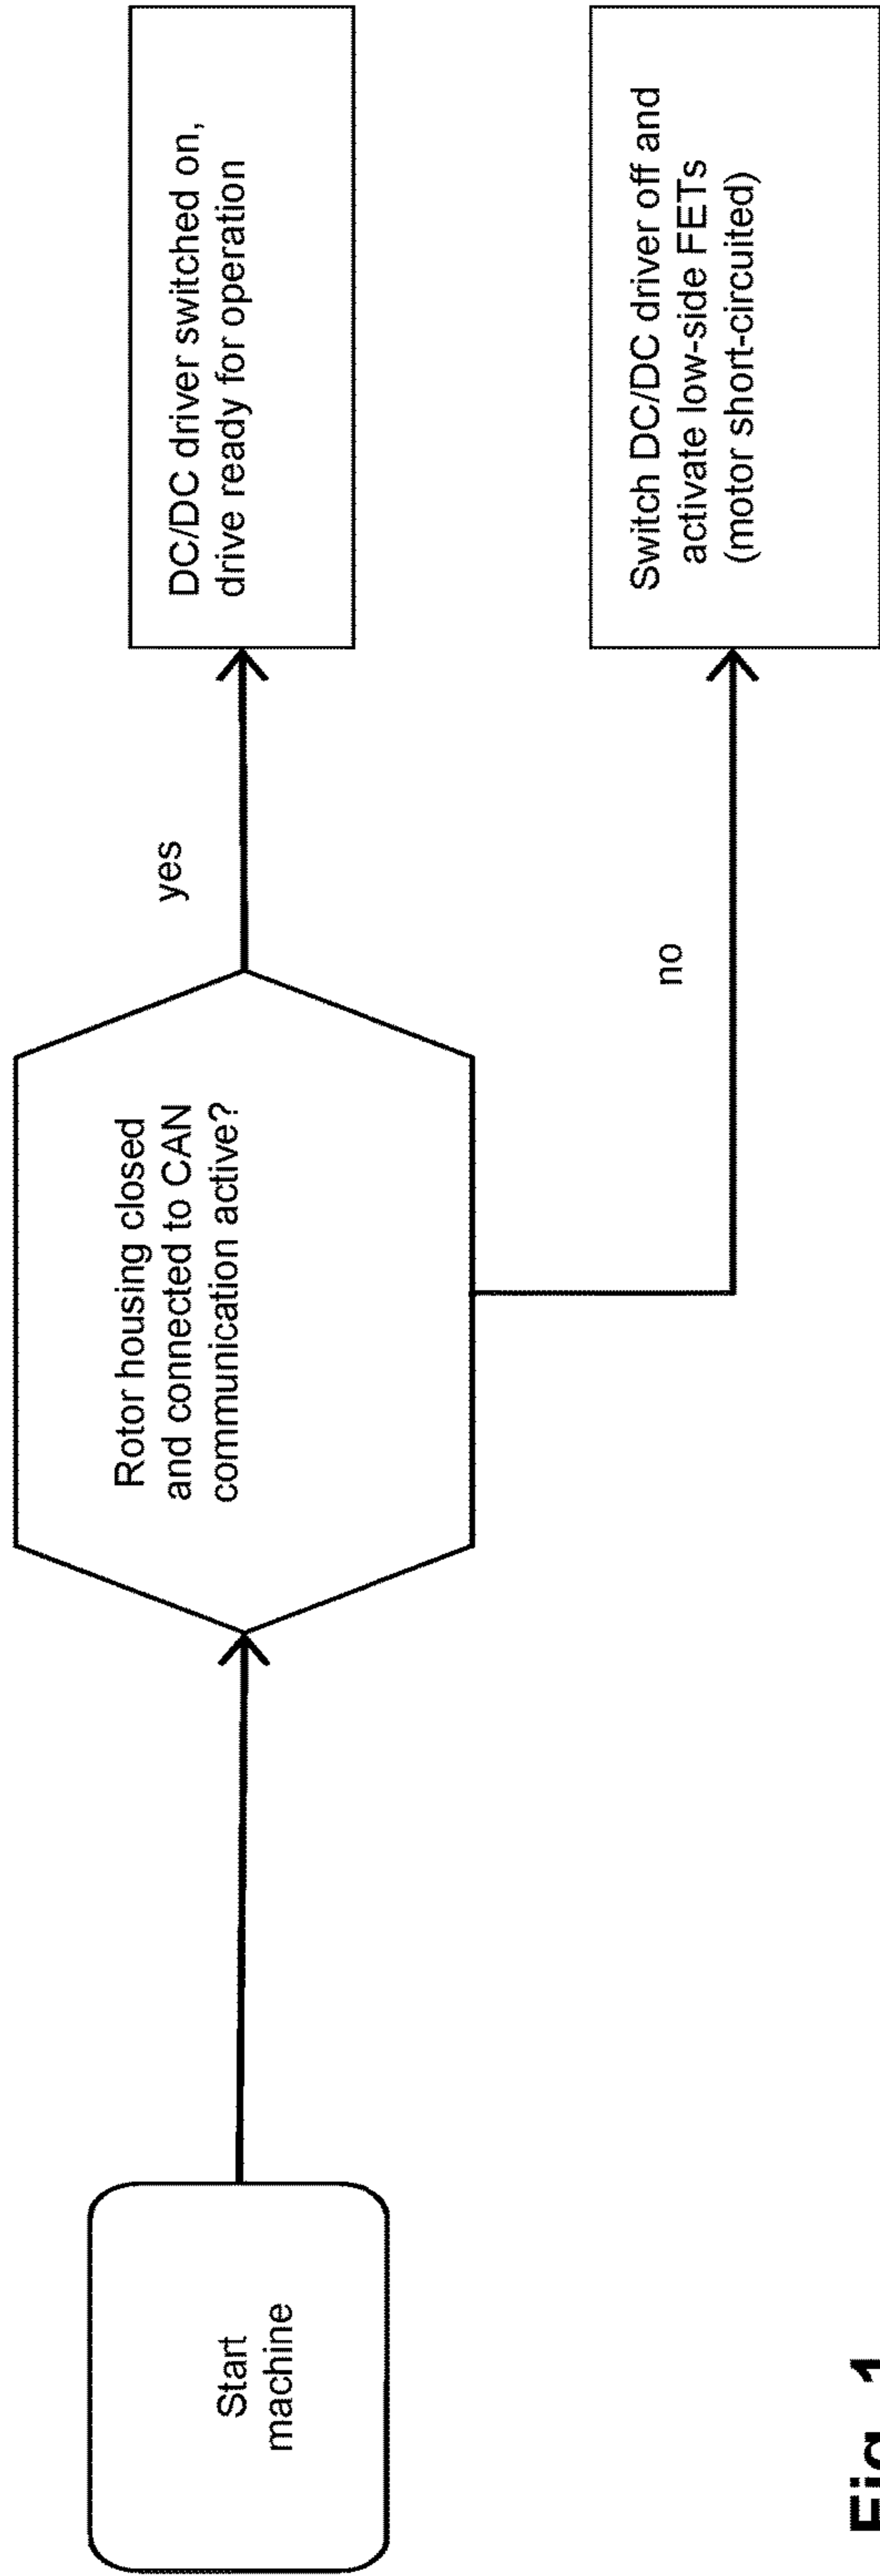 Start
machine
Rotor housing closed
and connected to CAN
communication active?
yes
DC/DC driver switched on,
drive ready for operation
no
Switch DC/DC driver off and
activate low-side FETs
(motor short-circuited)
Fig. 1